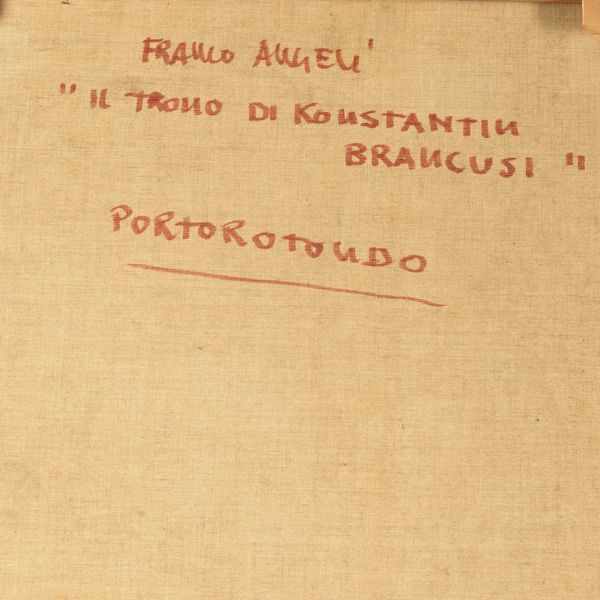 FRANCO ANGELI
"IL TRONO DI KONSTANTIN
BRANCUSI"
PORTOROTONDO